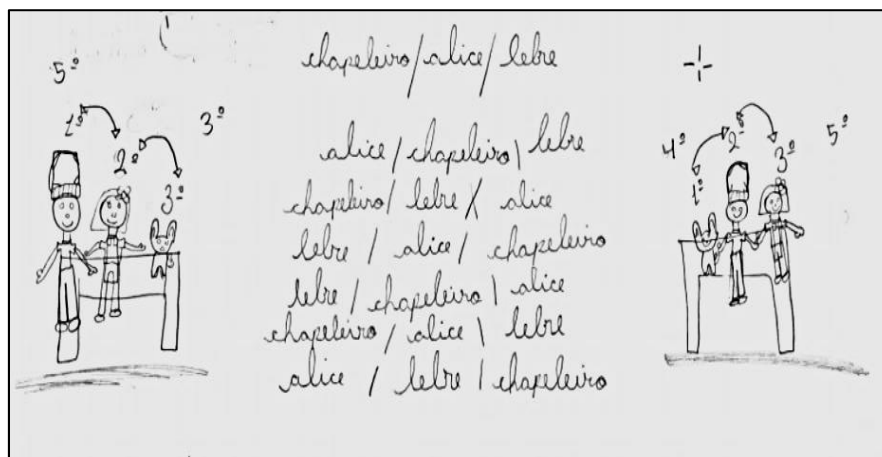 chapeleiro/alice/lebre
5º
1º
2º
3º
3º
4º
2º
5º
1º
3º
alice / chapeleiro \ lebre
chapeleiro / lebre / alice
lebre / alice / chapeleiro
lebre / chapeleiro \ alice
chapeleiro / alice \ lebre
alice / lebre | chapeleiro